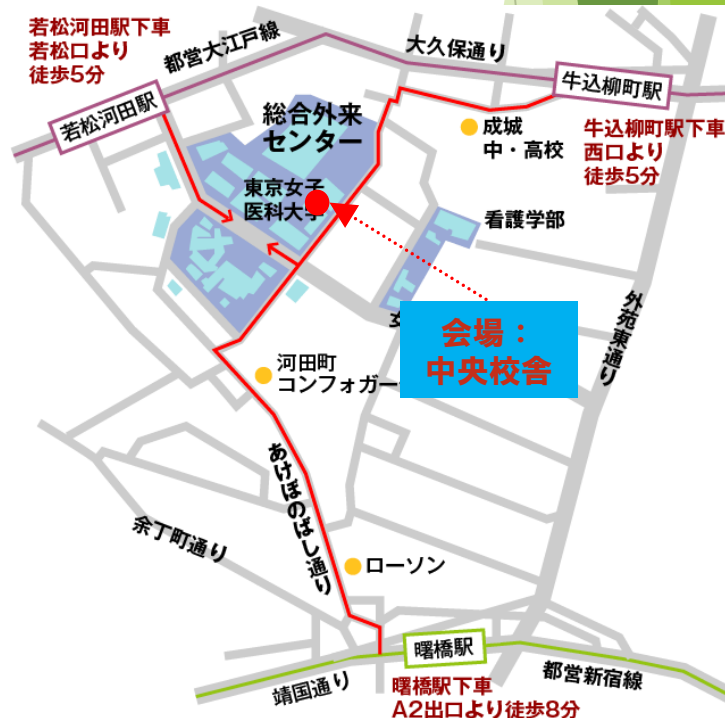 若松河田駅下車
若松口より
徒歩5分
都営大江戸線
大久保通り
若松河田駅
牛込柳町駅
総合外来
センター
成城
中・高校
牛込柳町駅下車
西口より
徒歩5分
東京女子
医科大学
看護学部
外苑東通り
会場：
中央校舎
河田町
コンフォガー
あけぼのばし通り
余丁町通り
ローソン
曙橋駅
靖国通り
都営新宿線
曙橋駅下車
A2出口より徒歩8分